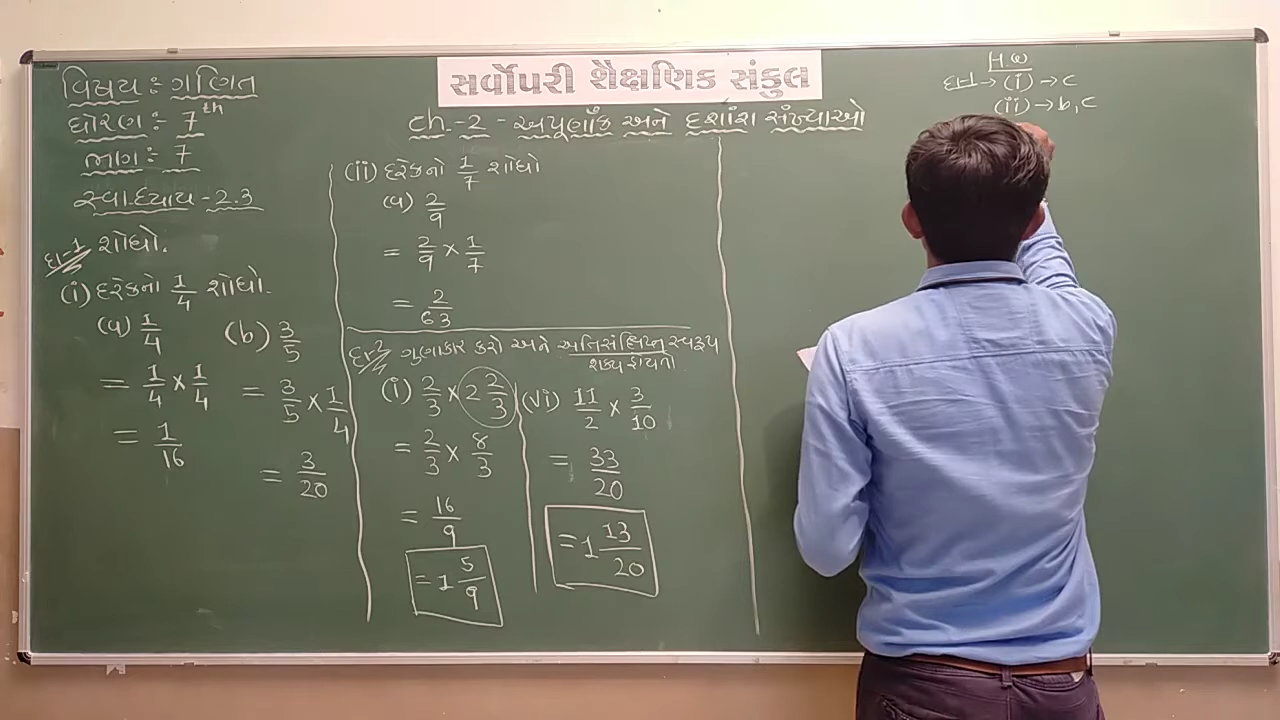 સર્વોપરી શૈક્ષણિક સંકુલ
ch.-2 - અપૂર્ણાંક અને દશાંશ સંખ્યાઓ
વિષય : ગણિત
ધોરણ : 7th
ભાગ : 7
સ્વાધ્યાય - 2.3
દા-1 શોધો.
(i) દરેકનો 1/4 શોધો.
(a) 1/4
= 1/4 × 1/4
= 1/16
(b) 3/5
= 3/5 × 1/4
= 3/20
(ii) દરેકનો 1/7 શોધો
(a) 2/9
= 2/9 × 1/7
= 2/63
દા-2 ગુણાકાર કરો અને અતિસંક્ષિપ્ત સ્વરૂપ
શક્ય હોય તો.
(i) 2/3 × 2 2/3
= 2/3 × 8/3
= 16/9
= 1 5/9
(vi) 11/2 × 3/10
= 33/20
= 1 13/20
H W
દા-1 → (i) → c
(ii) → b, c